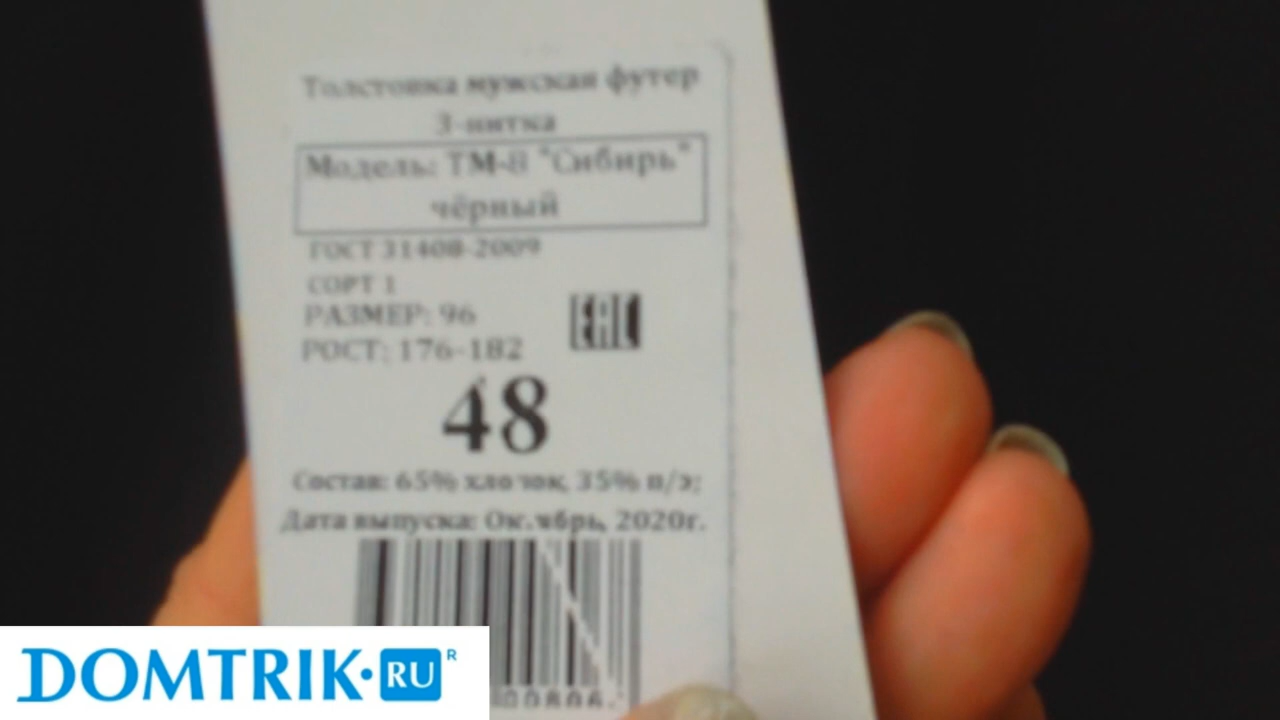 Толстовка мужская футер
3-нитка
Модель: ТМ-8 "Сибирь"
чёрный
ГОСТ 31408-2009
СОРТ 1
РАЗМЕР: 96
РОСТ: 176-182
EAC
48
Состав: 65% хлопок, 35% п/э;
Дата выпуска: Октябрь, 2020г.
DOMTRIK·RU R